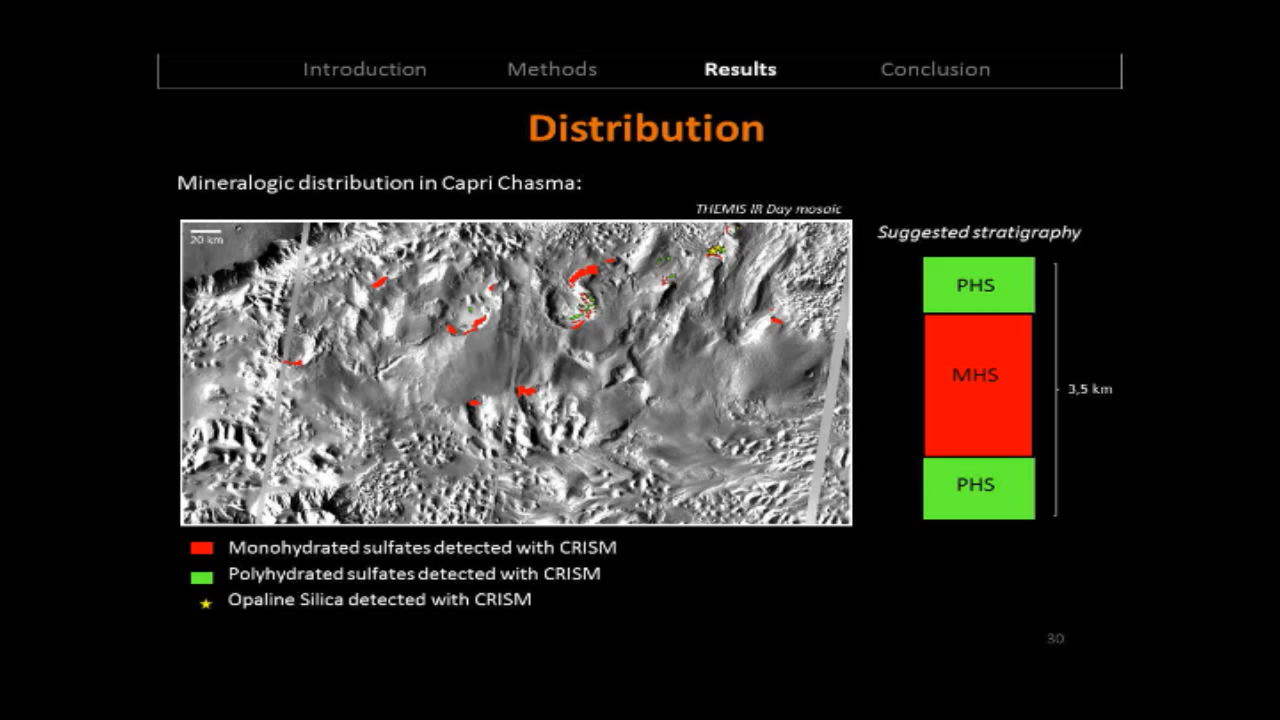 Introduction Methods Results Conclusion
Distribution
Mineralogic distribution in Capri Chasma:
THEMIS IR Day mosaic
20 km
Suggested stratigraphy
PHS
MHS
3,5 km
PHS
Monohydrated sulfates detected with CRISM
Polyhydrated sulfates detected with CRISM
Opaline Silica detected with CRISM
30